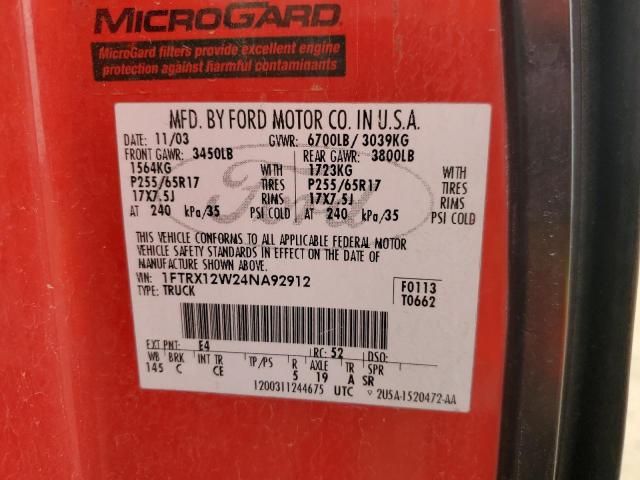 MICROGARD
MicroGard filters provide excellent engine
protection against harmful contaminants
MFD. BY FORD MOTOR CO. IN U.S.A.
DATE: 11/03 GVWR: 6700LB/ 3039KG
FRONT GAWR: 3450LB REAR GAWR: 3800LB
1564KG WITH 1723KG WITH
P255/65R17 TIRES P255/65R17 TIRES
17X7.5J RIMS 17X7.5J RIMS
AT 240 kPa/35 PSI COLD AT 240 kPa/35 PSI COLD
Ford
THIS VEHICLE CONFORMS TO ALL APPLICABLE FEDERAL MOTOR
VEHICLE SAFETY STANDARDS IN EFFECT ON THE DATE OF
MANUFACTURE SHOWN ABOVE.
VIN: 1FTRX12W24NA92912 F0113
TYPE: TRUCK T0662
EXT PNT: E4 RC: 52 DSO:
WB BRK INT TR TP/PS R AXLE TR SPR
145 C CE 5 19 A SR
1200311244675 UTC ▽ 2U5A-1520472-AA